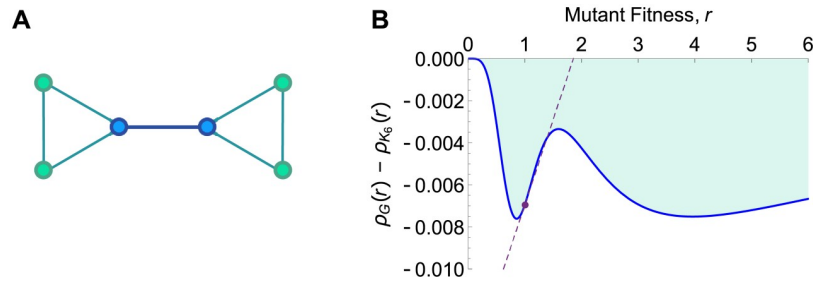 A
B
Mutant Fitness, r
0 1 2 3 4 5 6
0.000
-0.002
-0.004
-0.006
-0.008
-0.010
ρG(r) − ρK6(r)